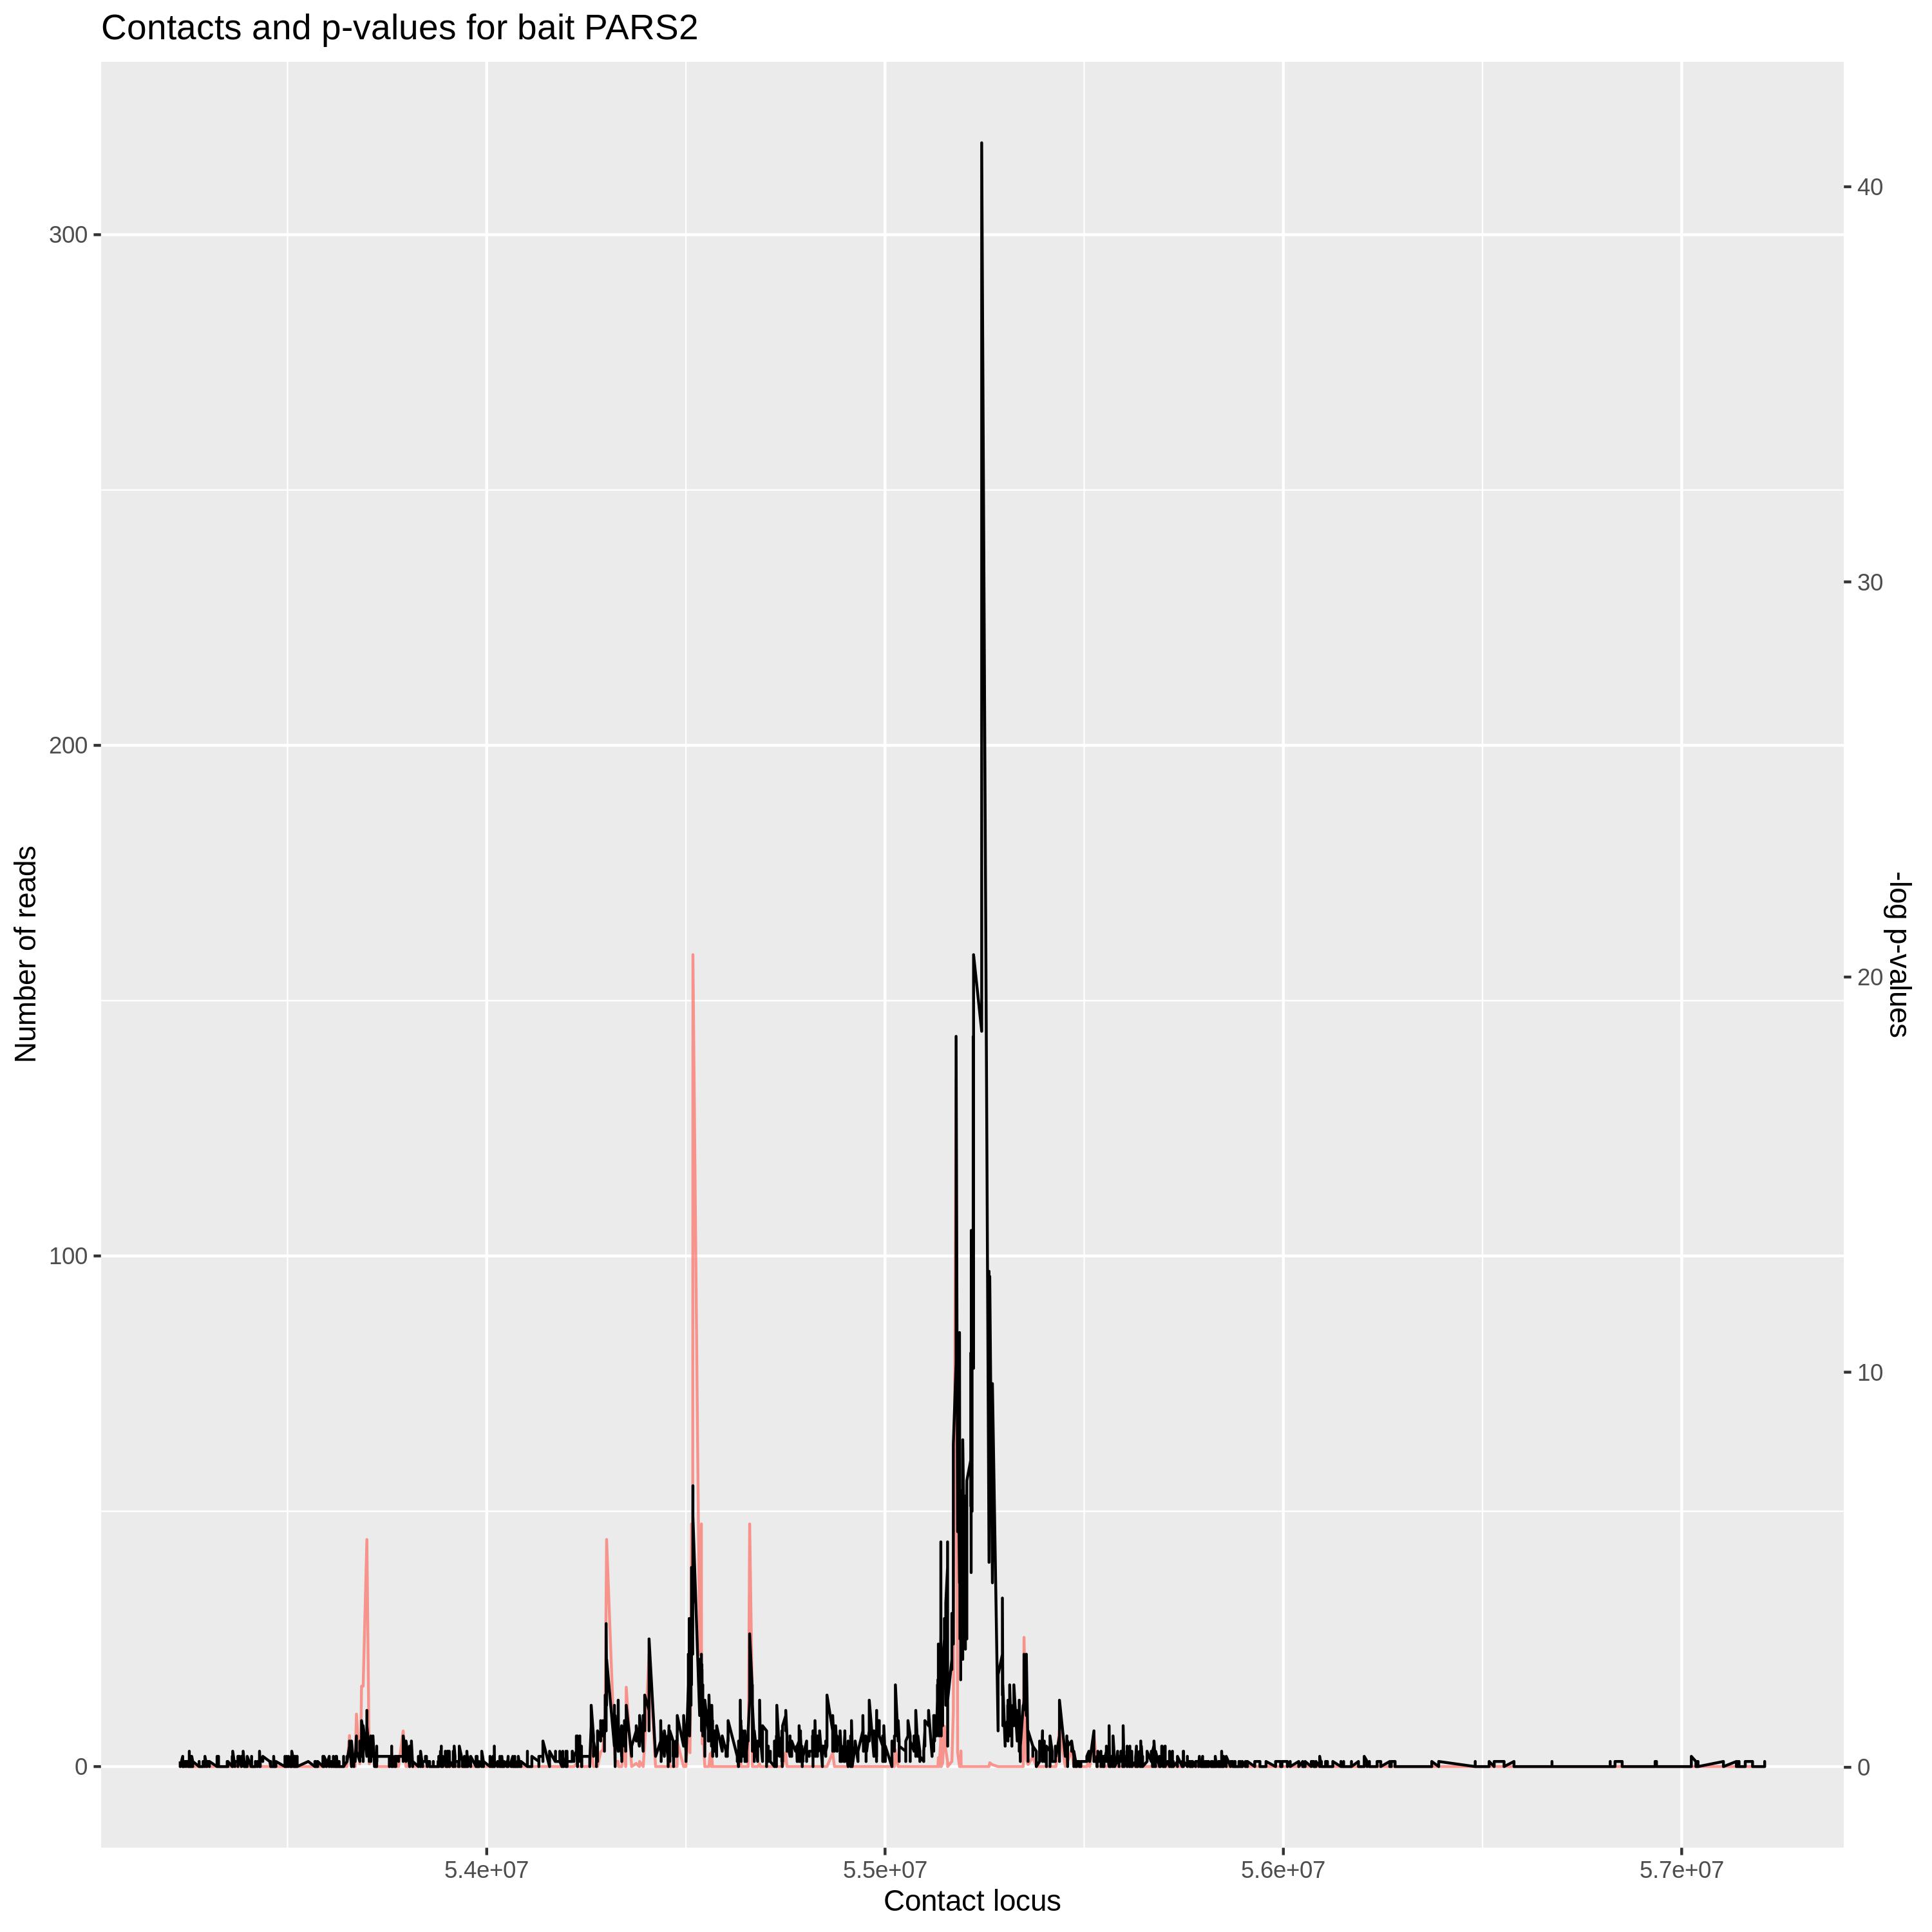 Contacts and p-values for bait PARS2
300
200
100
0
Number of reads
40
30
20
10
0
-log p-values
5.4e+07
5.5e+07
5.6e+07
5.7e+07
Contact locus